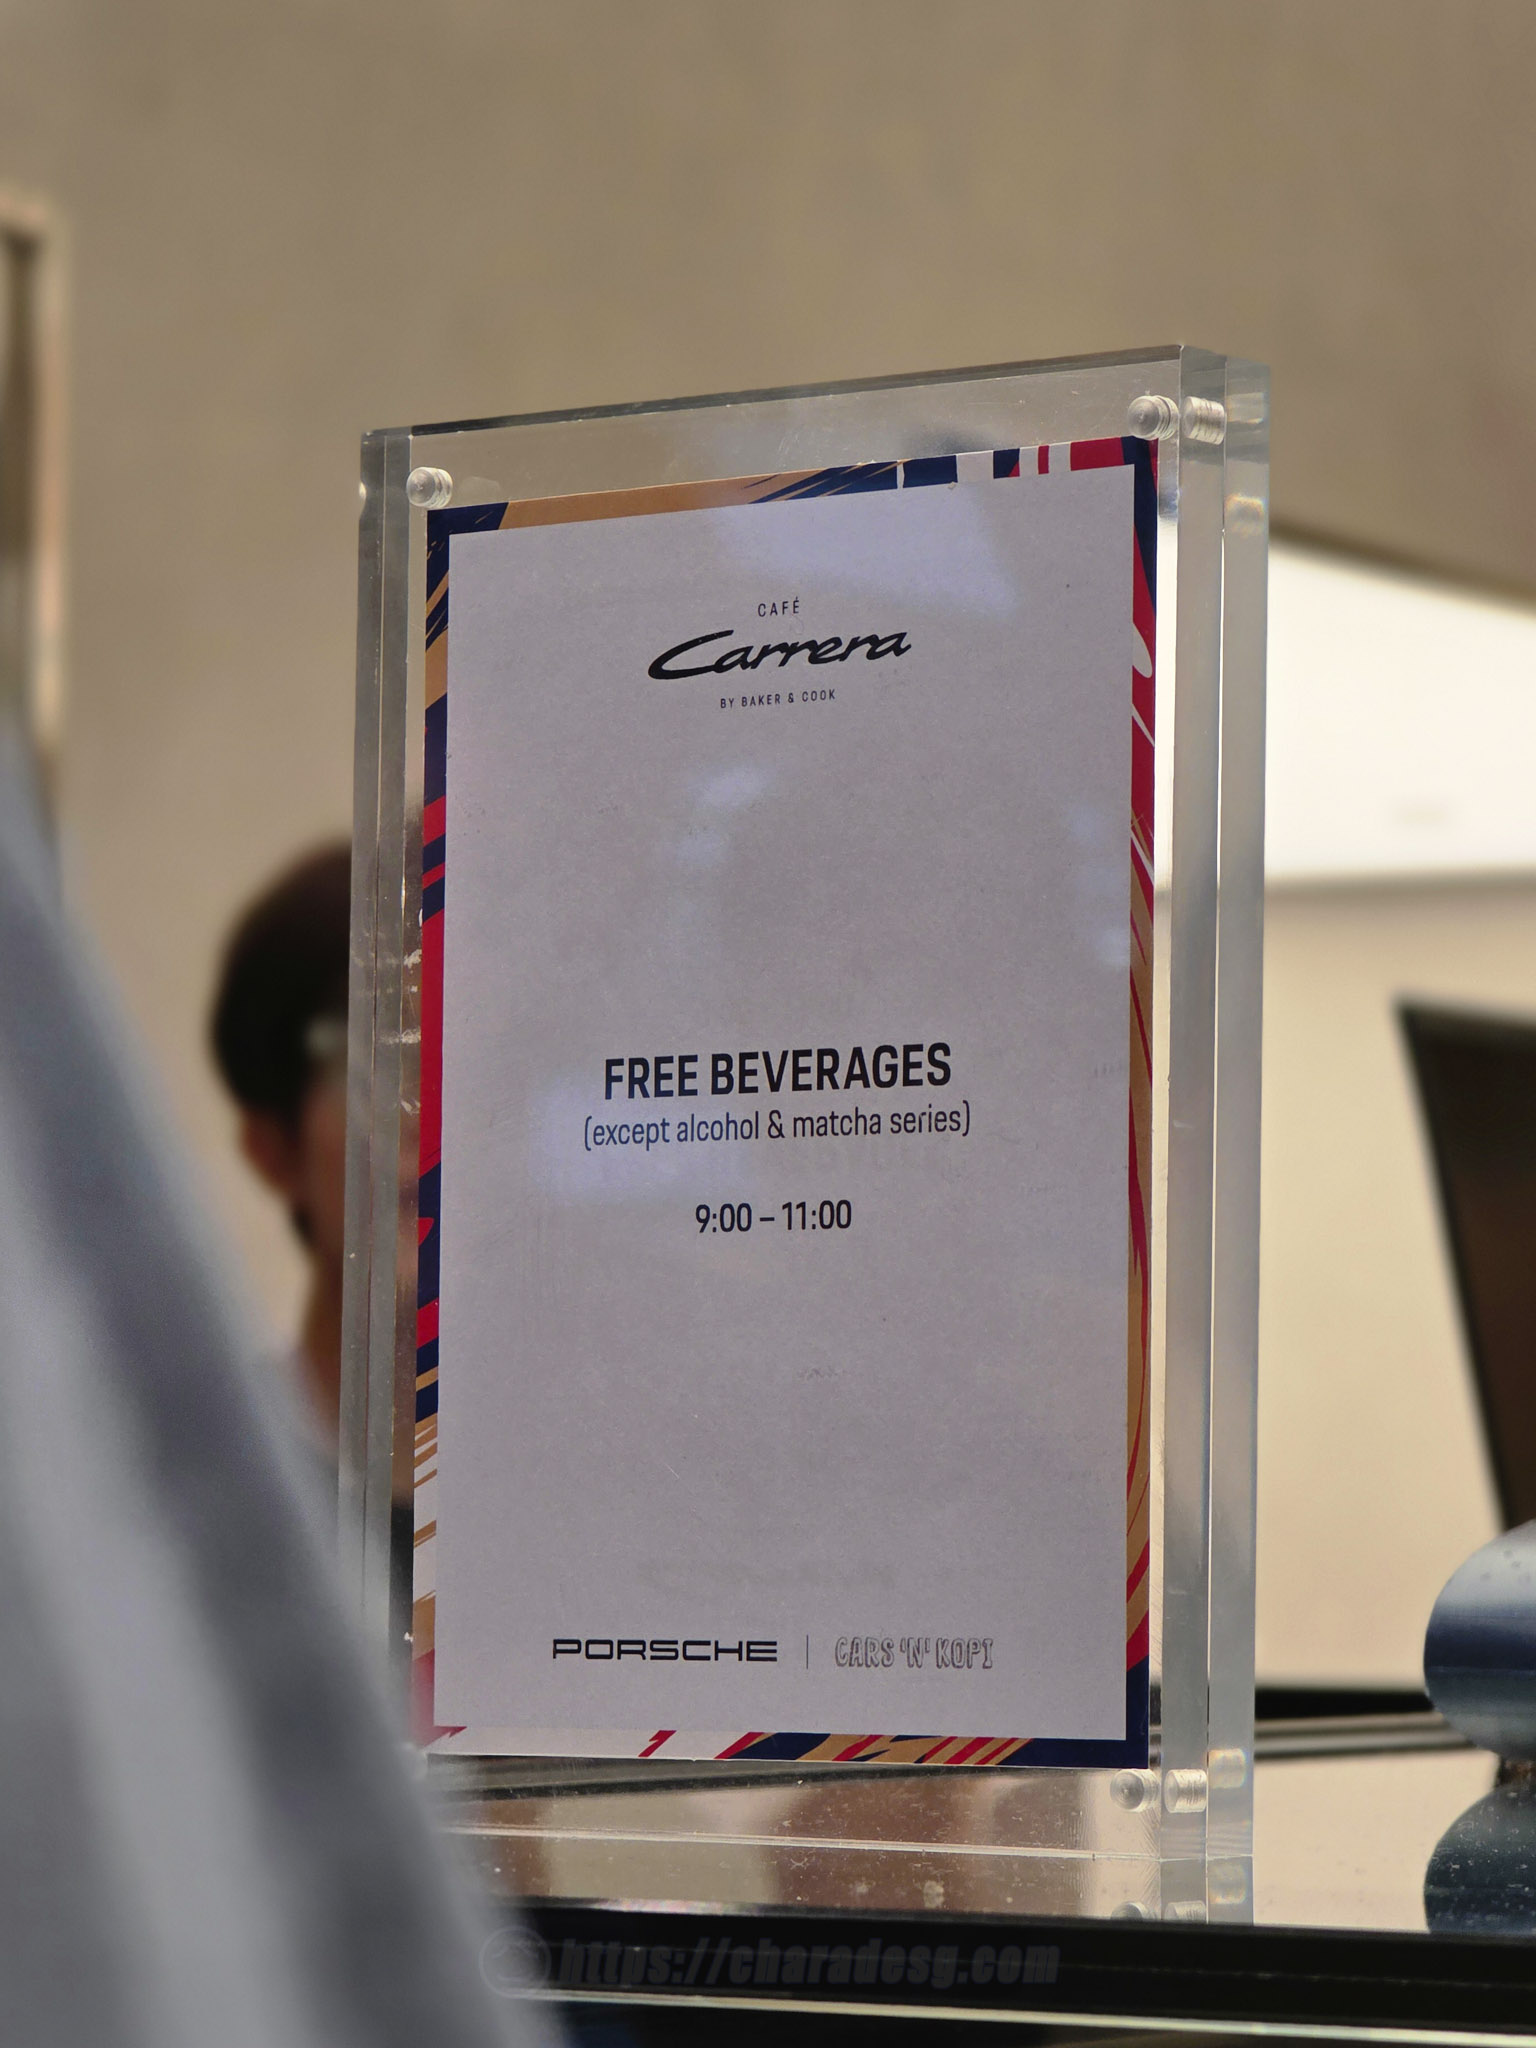 CAFÉ
Carrera
BY BAKER & COOK
FREE BEVERAGES
(except alcohol & matcha series)
9:00 – 11:00
PORSCHE | CARS 'N' KOPI
https://charadesg.com